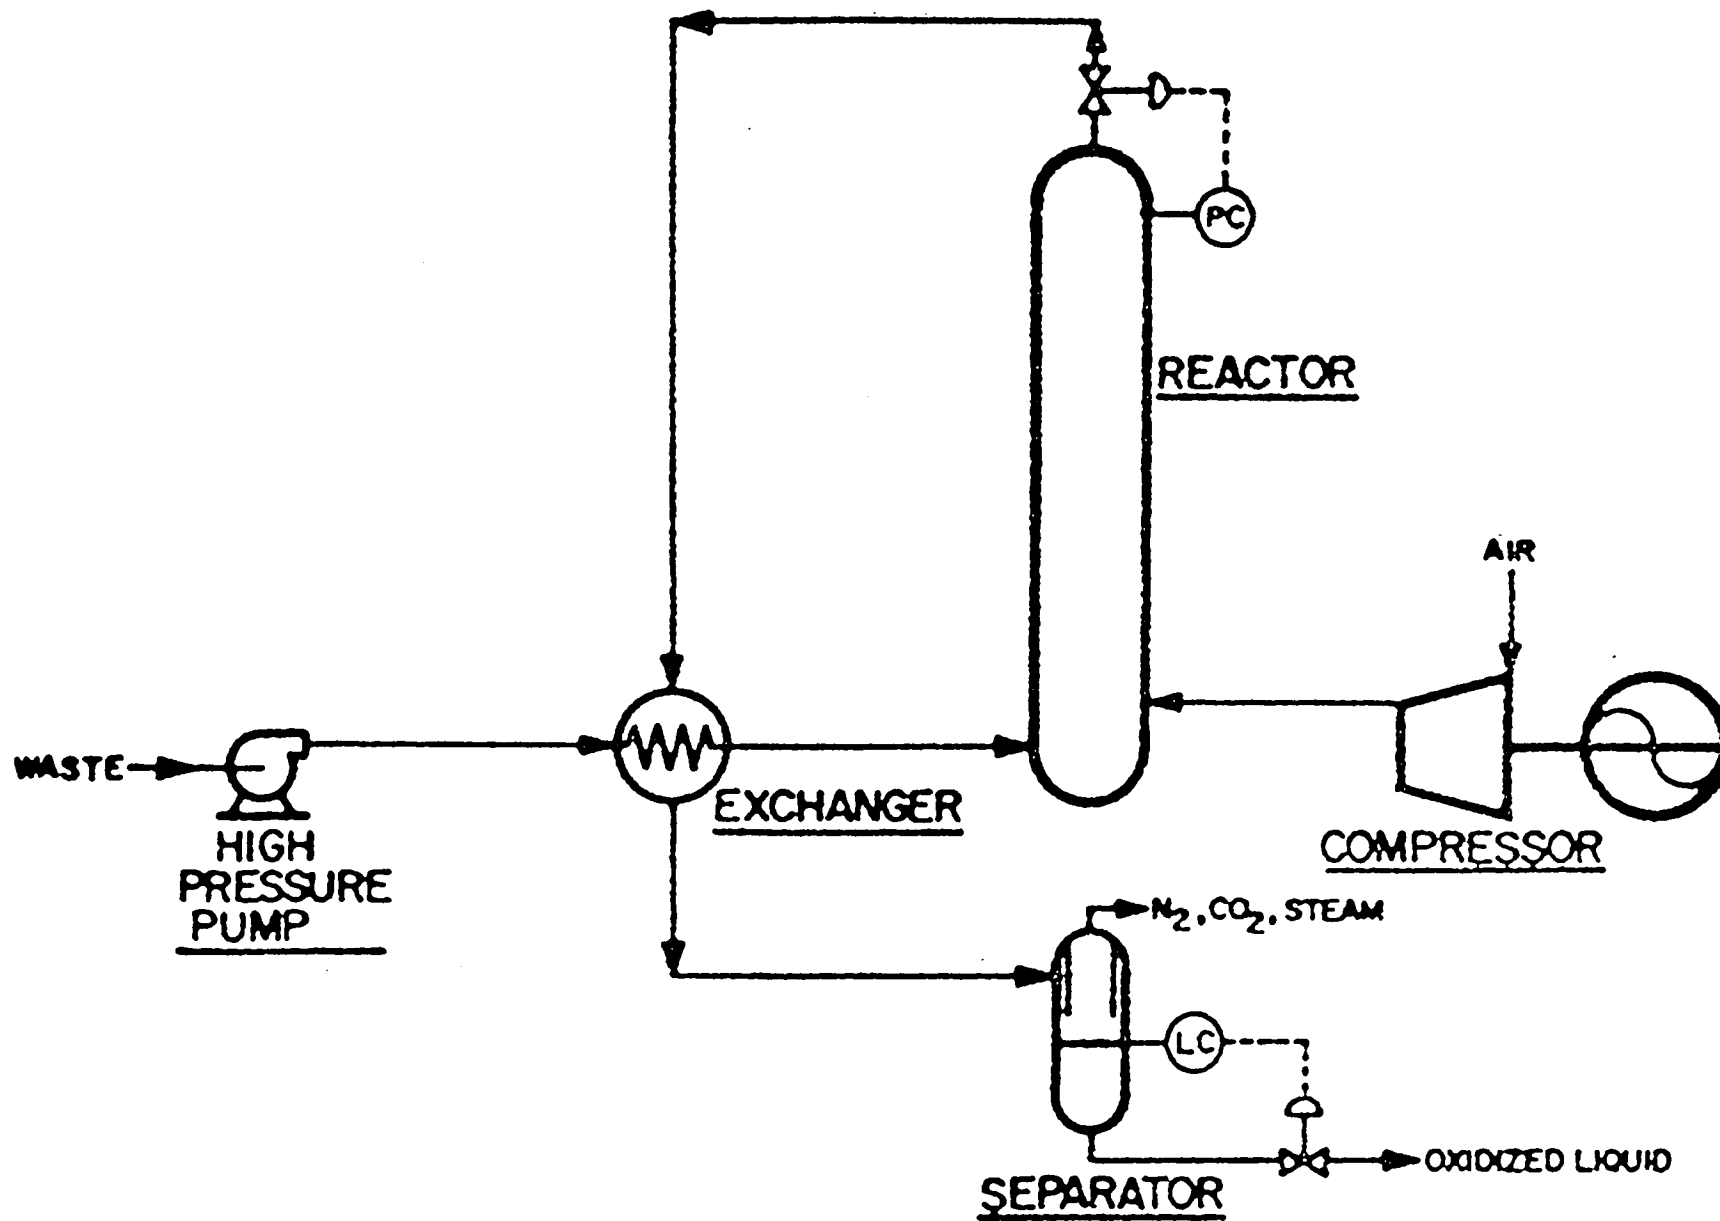 PC
REACTOR
AIR
WASTE
EXCHANGER
HIGH
PRESSURE
PUMP
COMPRESSOR
N2, CO2, STEAM
LC
OXIDIZED LIQUID
SEPARATOR